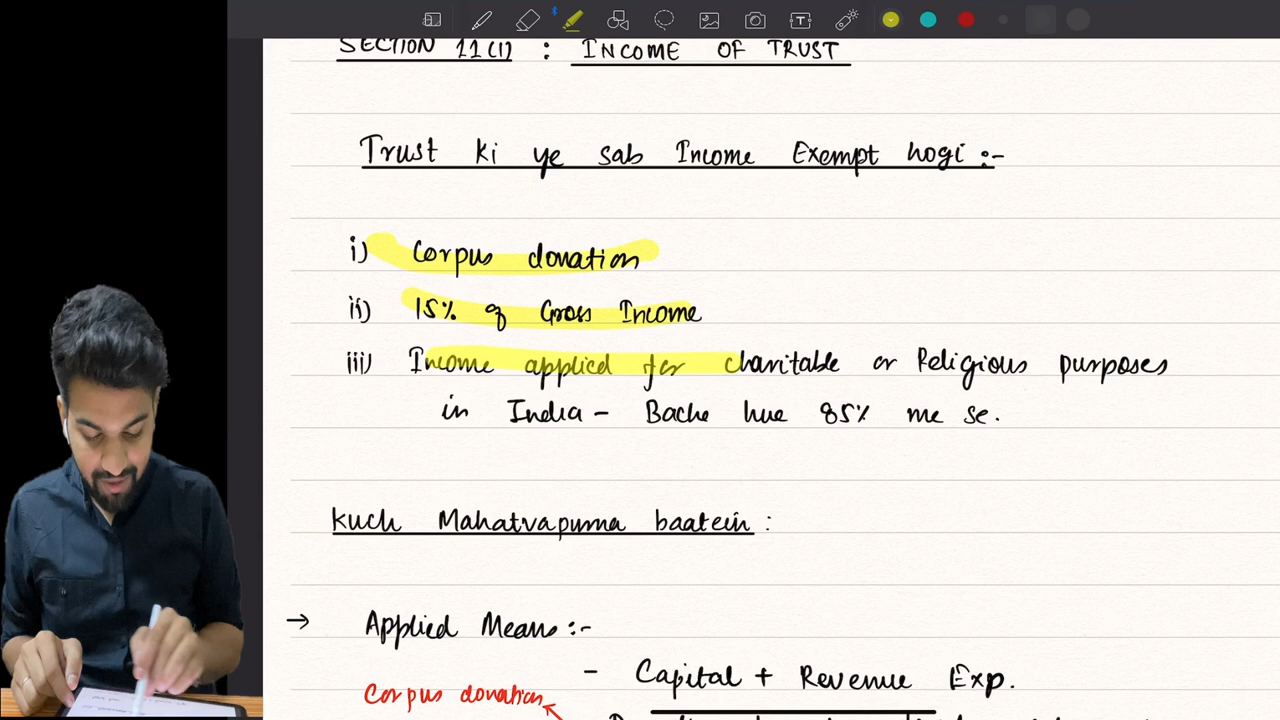 SECTION 11(1) : INCOME OF TRUST
Trust ki ye sab Income Exempt hogi :-
i) Corpus donation
ii) 15% of Gross Income
iii) Income applied for charitable or Religious purposes
in India - Bache hue 85% me se.
Kuch Mahatvapurna baatein :
→ Applied Means :-
- Capital + Revenue Exp.
Corpus donation